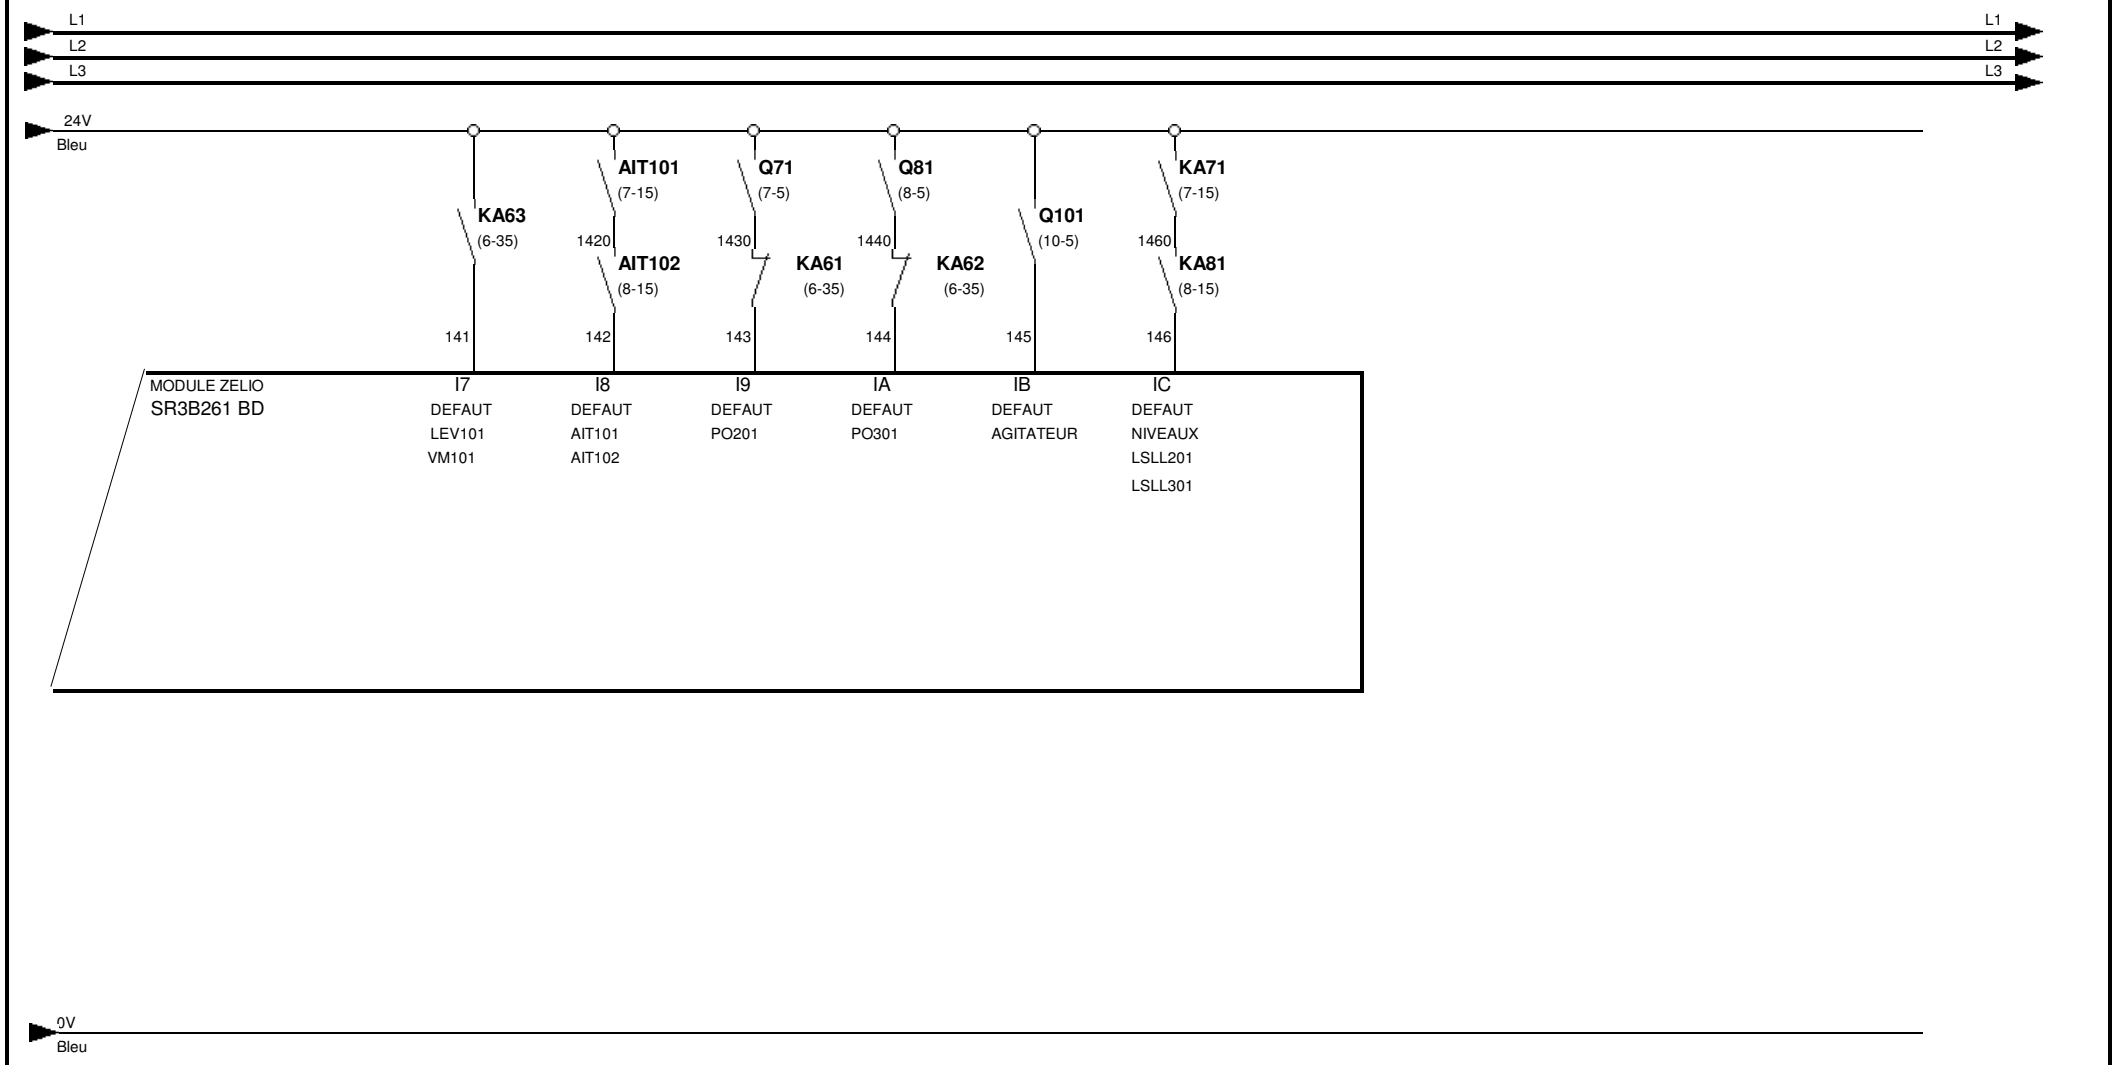 L1 L1
L2 L2
L3 L3
24V
Bleu
AIT101 Q71 Q81 KA71
(7-15) (7-5) (8-5) (7-15)
KA63 Q101
(6-35) 1420 1430 1440 (10-5) 1460
AIT102 KA61 KA62 KA81
(8-15) (6-35) (6-35) (8-15)
141 142 143 144 145 146
MODULE ZELIO I7 I8 I9 IA IB IC
SR3B261 BD DEFAUT DEFAUT DEFAUT DEFAUT DEFAUT DEFAUT
LEV101 AIT101 PO201 PO301 AGITATEUR NIVEAUX
VM101 AIT102 LSLL201
LSLL301
0V
Bleu